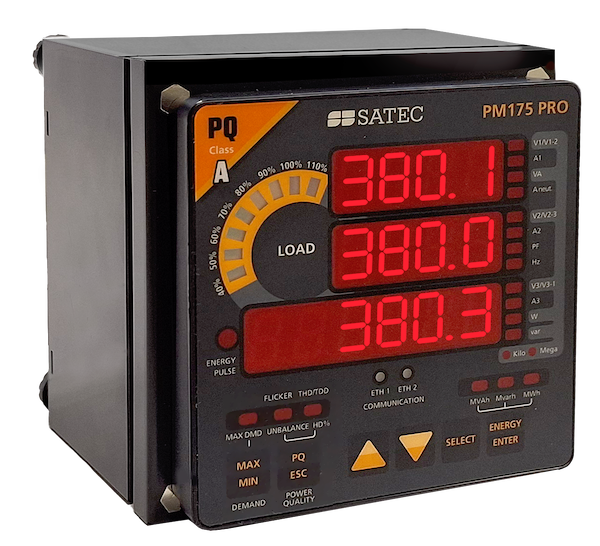 PQ
Class
A
SATEC
PM175 PRO
40%
50%
60%
70%
80%
90%
100%
110%
LOAD
380.1
V1/V1-2
A1
VA
A neut.
380.0
V2/V2-3
A2
PF
Hz
380.3
V3/V3-1
A3
W
var
Kilo
Mega
ENERGY
PULSE
ETH 1 ETH 2
COMMUNICATION
FLICKER THD/TDD
MAX DMD UNBALANCE HD%
MVAh Mvarh MWh
MAX
MIN
DEMAND
PQ
ESC
POWER
QUALITY
SELECT
ENERGY
ENTER